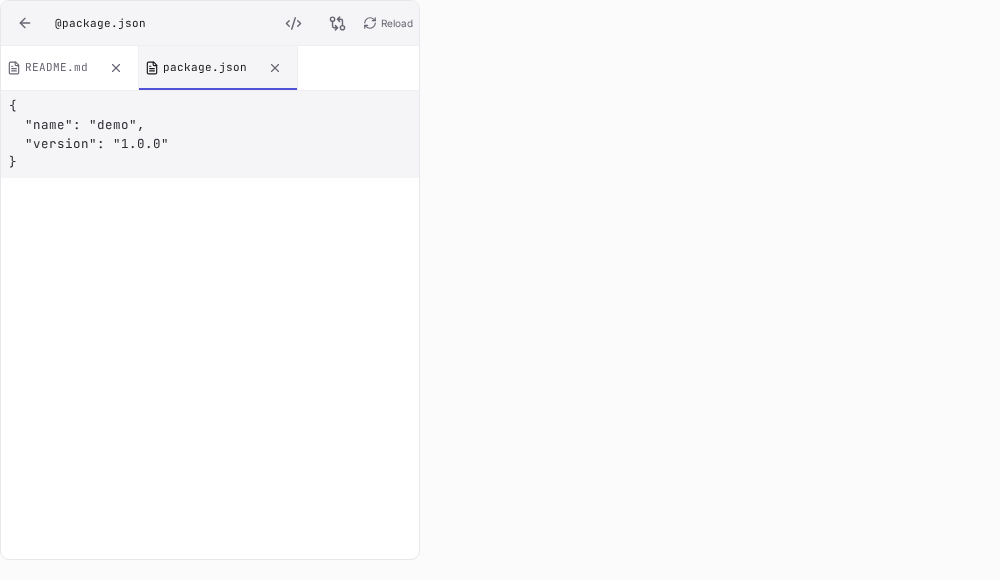 @package.json
Reload
README.md
package.json
{
  "name": "demo",
  "version": "1.0.0"
}